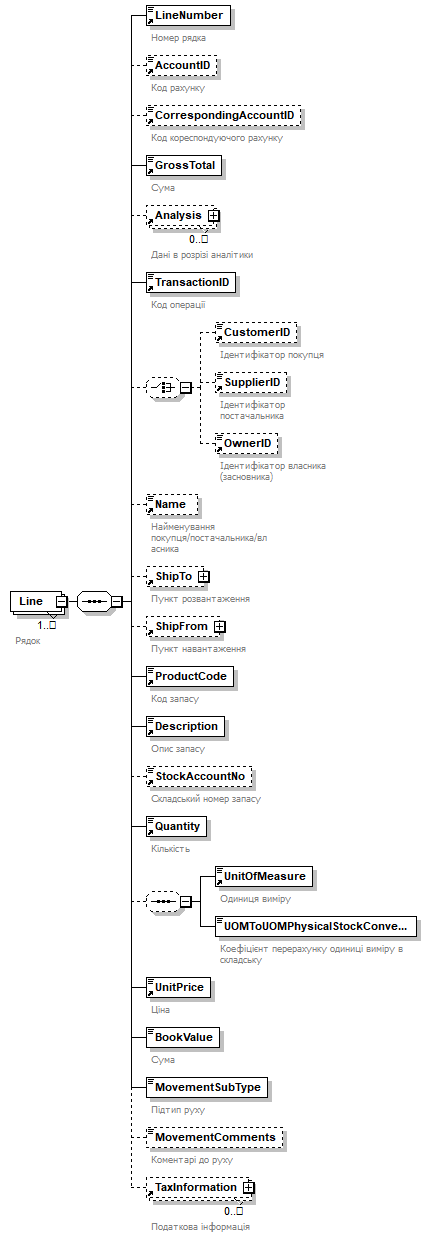 LineNumber
Номер рядка
AccountID
Код рахунку
CorrespondingAccountID
Код кореспондуючого рахунку
GrossTotal
Сума
Analysis
0..□
Дані в розрізі аналітики
TransactionID
Код операції
CustomerID
Ідентифікатор покупця
SupplierID
Ідентифікатор
постачальника
OwnerID
Ідентифікатор власника
(засновника)
Name
Найменування
покупця/постачальника/вл
асника
ShipTo
Пункт розвантаження
Line
1..□
Рядок
ShipFrom
Пункт навантаження
ProductCode
Код запасу
Description
Опис запасу
StockAccountNo
Складський номер запасу
Quantity
Кількість
UnitOfMeasure
Одиниця виміру
UOMToUOMPhysicalStockConve...
Коефіцієнт перерахунку одиниці виміру в
складську
UnitPrice
Ціна
BookValue
Сума
MovementSubType
Підтип руху
MovementComments
Коментарі до руху
TaxInformation
0..□
Податкова інформація